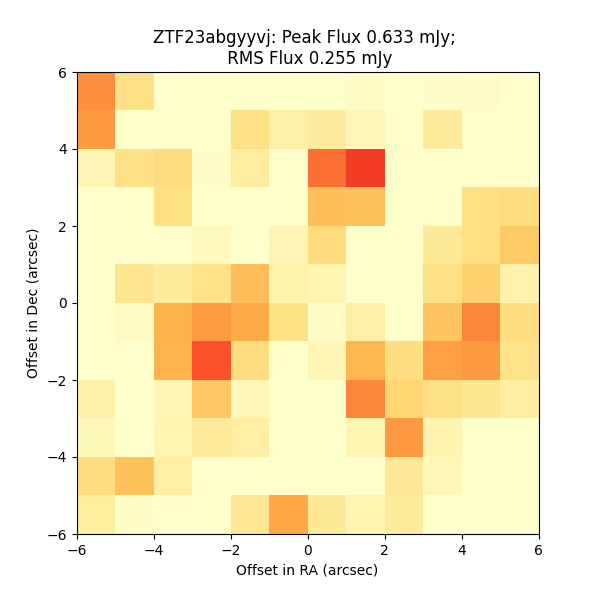 ZTF23abgyyvj: Peak Flux 0.633 mJy;
RMS Flux 0.255 mJy
6
4
2
0
−2
−4
−6
Offset in Dec (arcsec)
−6 −4 −2 0 2 4 6
Offset in RA (arcsec)